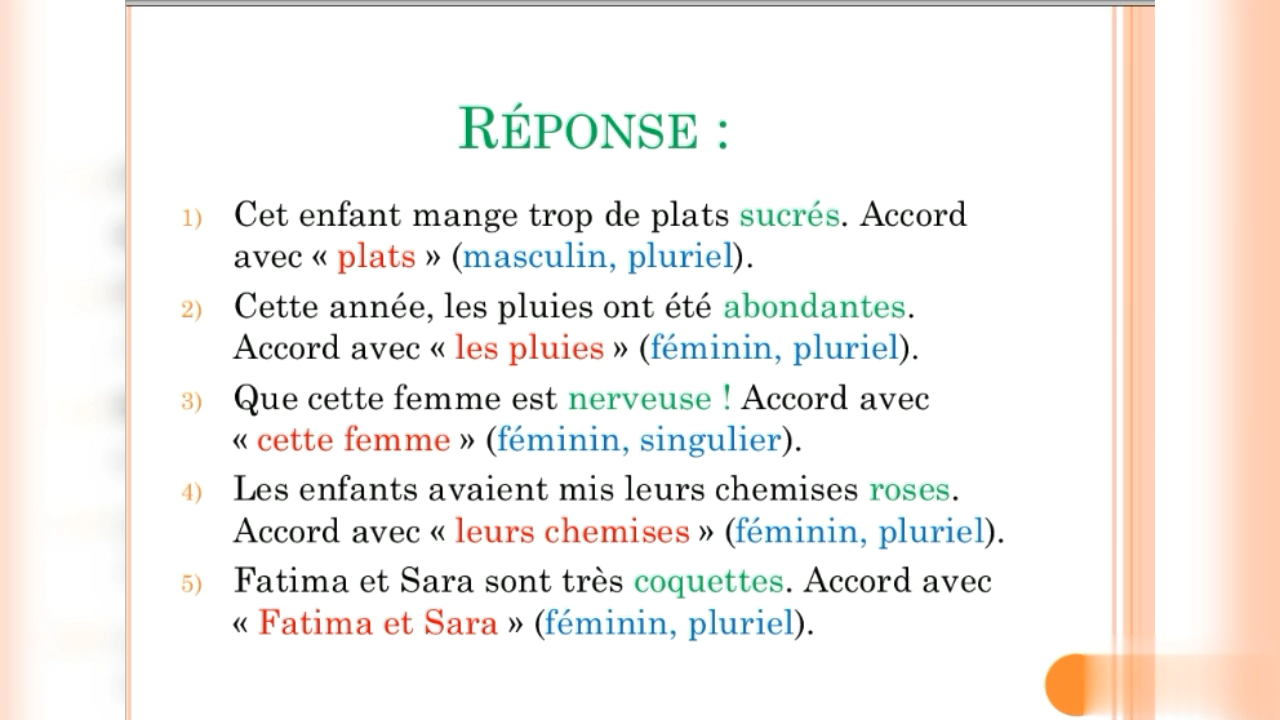 RÉPONSE :
1) Cet enfant mange trop de plats sucrés. Accord
avec « plats » (masculin, pluriel).
2) Cette année, les pluies ont été abondantes.
Accord avec « les pluies » (féminin, pluriel).
3) Que cette femme est nerveuse ! Accord avec
« cette femme » (féminin, singulier).
4) Les enfants avaient mis leurs chemises roses.
Accord avec « leurs chemises » (féminin, pluriel).
5) Fatima et Sara sont très coquettes. Accord avec
« Fatima et Sara » (féminin, pluriel).